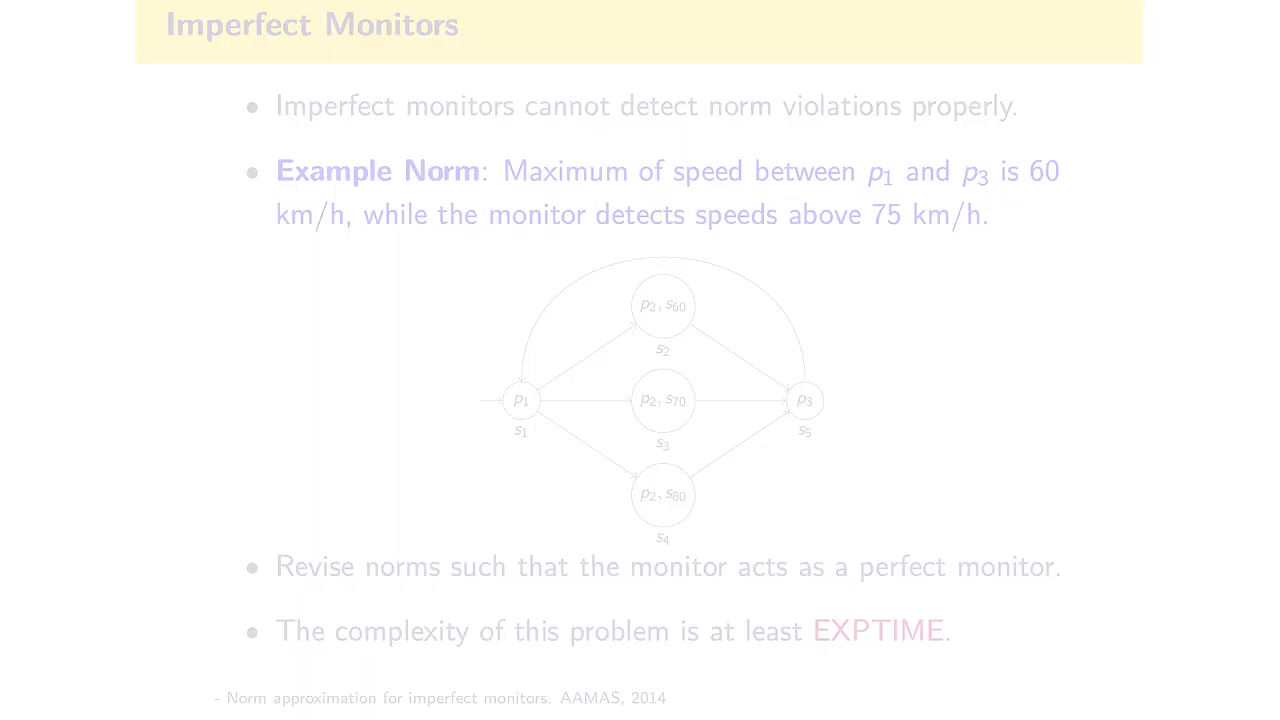 Imperfect Monitors
• Imperfect monitors cannot detect norm violations properly.
• Example Norm: Maximum of speed between p1 and p3 is 60
km/h, while the monitor detects speeds above 75 km/h.
p2, s60
s2
p1
p2, s70
p3
s1
s3
s5
p2, s80
s4
• Revise norms such that the monitor acts as a perfect monitor.
• The complexity of this problem is at least EXPTIME.
- Norm approximation for imperfect monitors. AAMAS, 2014